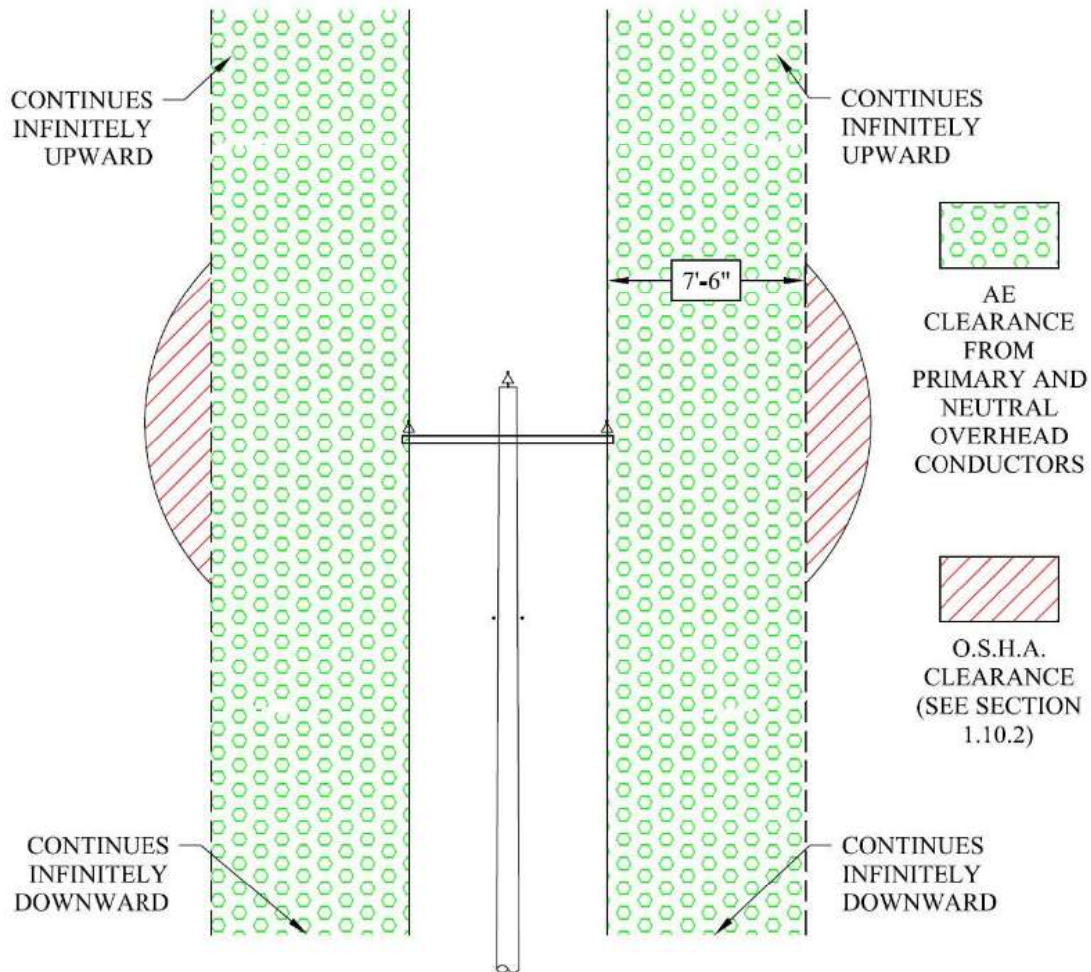 CONTINUES
INFINITELY
UPWARD
CONTINUES
INFINITELY
UPWARD
7'-6"
AE
CLEARANCE
FROM
PRIMARY AND
NEUTRAL
OVERHEAD
CONDUCTORS
O.S.H.A.
CLEARANCE
(SEE SECTION
1.10.2)
CONTINUES
INFINITELY
DOWNWARD
CONTINUES
INFINITELY
DOWNWARD